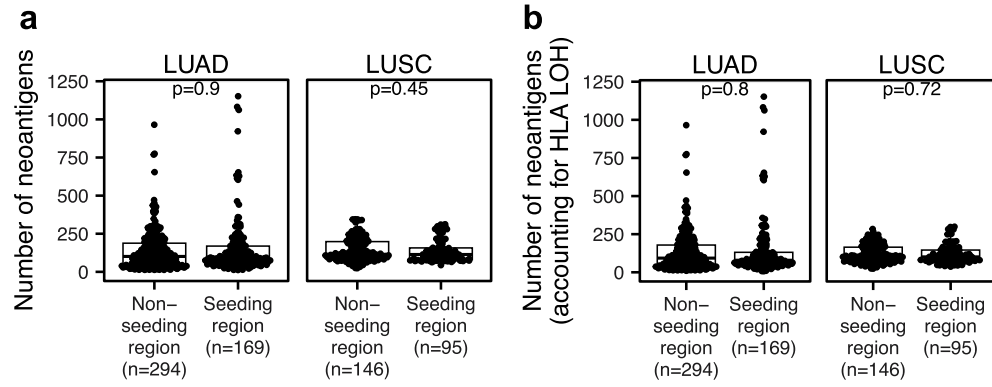 a
Number of neoantigens
LUAD
p=0.9
LUSC
p=0.45
1250
1000
750
500
250
0
Non−
seeding
region
(n=294)
Seeding
region
(n=169)
Non−
seeding
region
(n=146)
Seeding
region
(n=95)
b
Number of neoantigens
(accounting for HLA LOH)
LUAD
p=0.8
LUSC
p=0.72
1250
1000
750
500
250
0
Non−
seeding
region
(n=294)
Seeding
region
(n=169)
Non−
seeding
region
(n=146)
Seeding
region
(n=95)